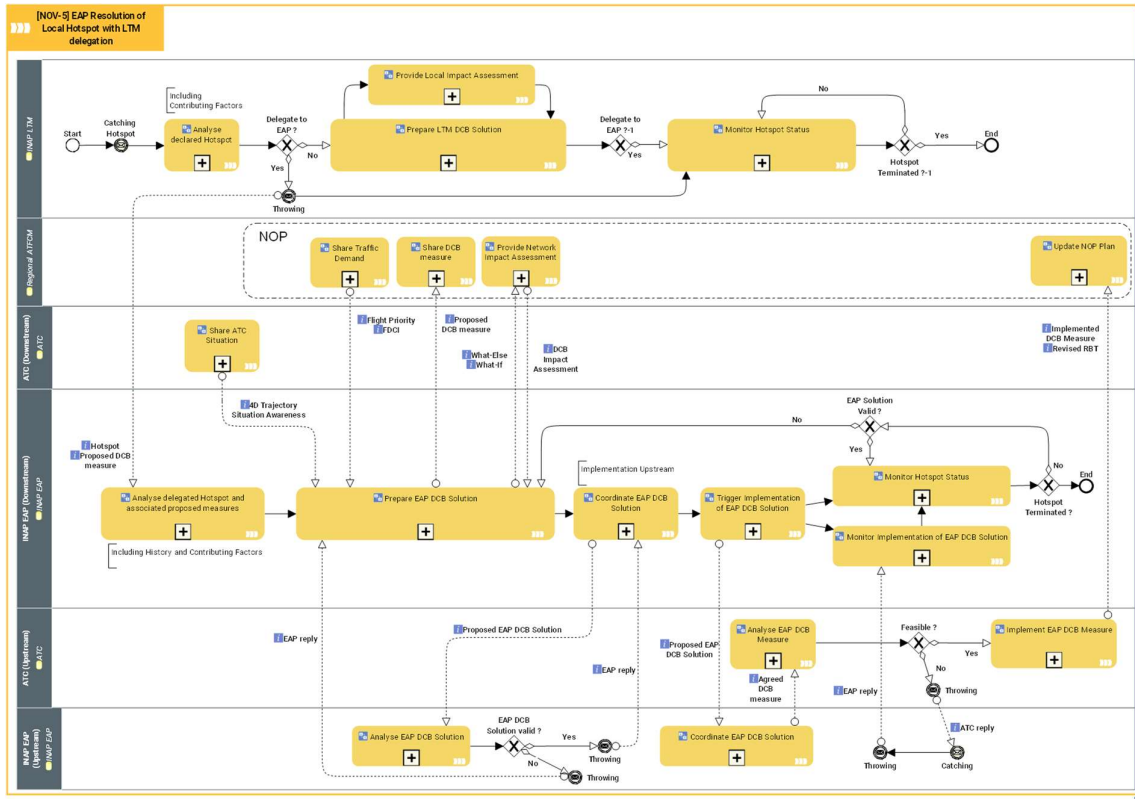 [NOV-5] EAP Resolution of
Local Hotspot with LTM
delegation
INAP LTM
Start
Catching
Hotspot
Including
Contributing Factors
Analyse
declared Hotspot
Delegate to
EAP ?
No
Yes
Throwing
Provide Local Impact Assessment
Prepare LTM DCB Solution
Delegate to
EAP ?-1
Yes
Monitor Hotspot Status
No
Yes
Hotspot
Terminated ?-1
End
Regional ATFCM
NOP
Share Traffic
Demand
Share DCB
measure
Provide Network
Impact Assessment
Update NOP Plan
ATC (Downstream)
ATC
Share ATC
Situation
Flight Priority
FDCI
Proposed
DCB measure
What-Else
What-If
DCB
Impact
Assessment
Implemented
DCB Measure
Revised RBT
INAP EAP (Downstream)
INAP EAP
4D Trajectory
Situation Awareness
Hotspot
Proposed DCB
measure
Analyse delegated Hotspot and
associated proposed measures
Including History and Contributing Factors
Prepare EAP DCB Solution
Implementation Upstream
Coordinate EAP DCB
Solution
Trigger Implementation
of EAP DCB Solution
No
EAP Solution
Valid ?
Yes
Monitor Hotspot Status
Monitor Implementation of EAP DCB Solution
No
Hotspot
Terminated ?
End
ATC (Upstream)
ATC
EAP reply
Proposed EAP DCB Solution
EAP reply
Proposed EAP
DCB Solution
Analyse EAP DCB
Measure
Agreed
DCB
measure
EAP reply
Feasible ?
Yes
No
Throwing
Implement EAP DCB Measure
INAP EAP
(Upstream)
INAP EAP
Analyse EAP DCB Solution
EAP DCB
Solution valid ?
Yes
No
Throwing
Throwing
Coordinate EAP DCB Solution
ATC reply
Throwing
Catching